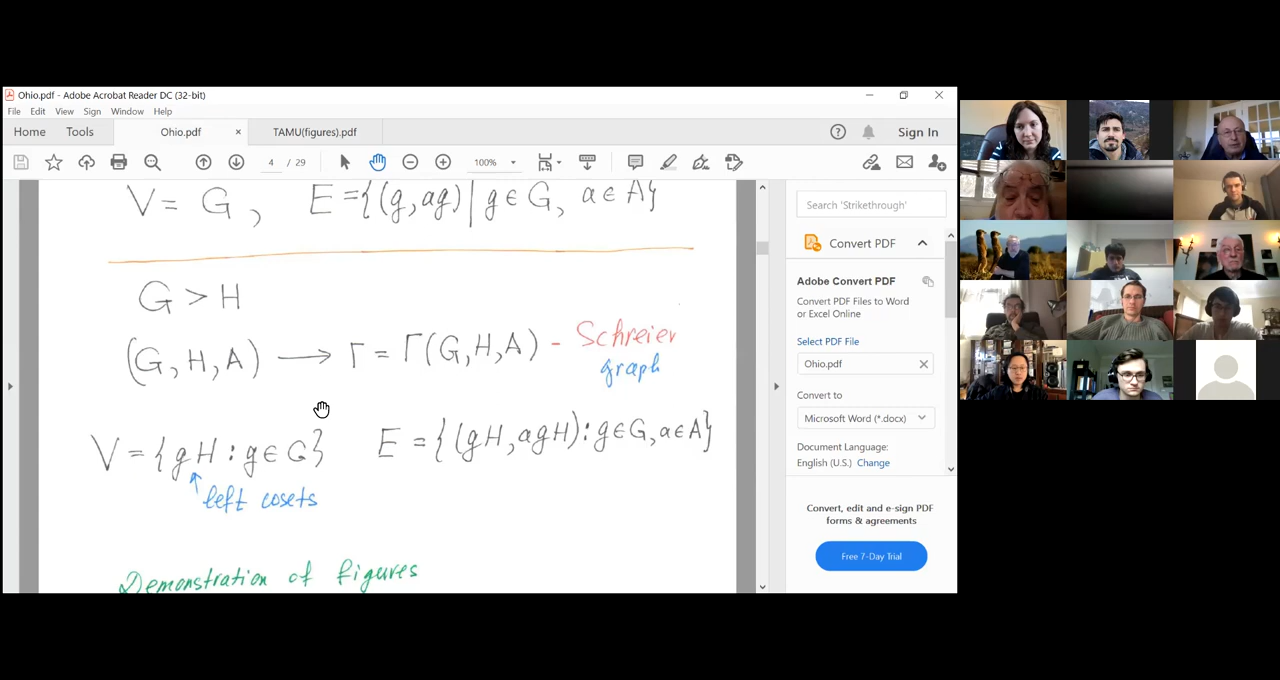 Ohio.pdf - Adobe Acrobat Reader DC (32-bit)
File Edit View Sign Window Help
Home Tools Ohio.pdf × TAMU(figures).pdf Sign In
4 / 29 100%
V = G, E = {(g, ag) | g ∈ G, a ∈ A}
G > H
(G, H, A) → Γ = Γ(G, H, A) - Schreier
graph
V = {gH : g ∈ G} E = {(gH, agH) : g ∈ G, a ∈ A}
left cosets
Demonstration of figures
Search 'Strikethrough'
Convert PDF
Adobe Convert PDF
Convert PDF Files to Word
or Excel Online
Select PDF File
Ohio.pdf
Convert to
Microsoft Word (*.docx)
Document Language:
English (U.S.) Change
Convert, edit and e-sign PDF
forms & agreements
Free 7-Day Trial